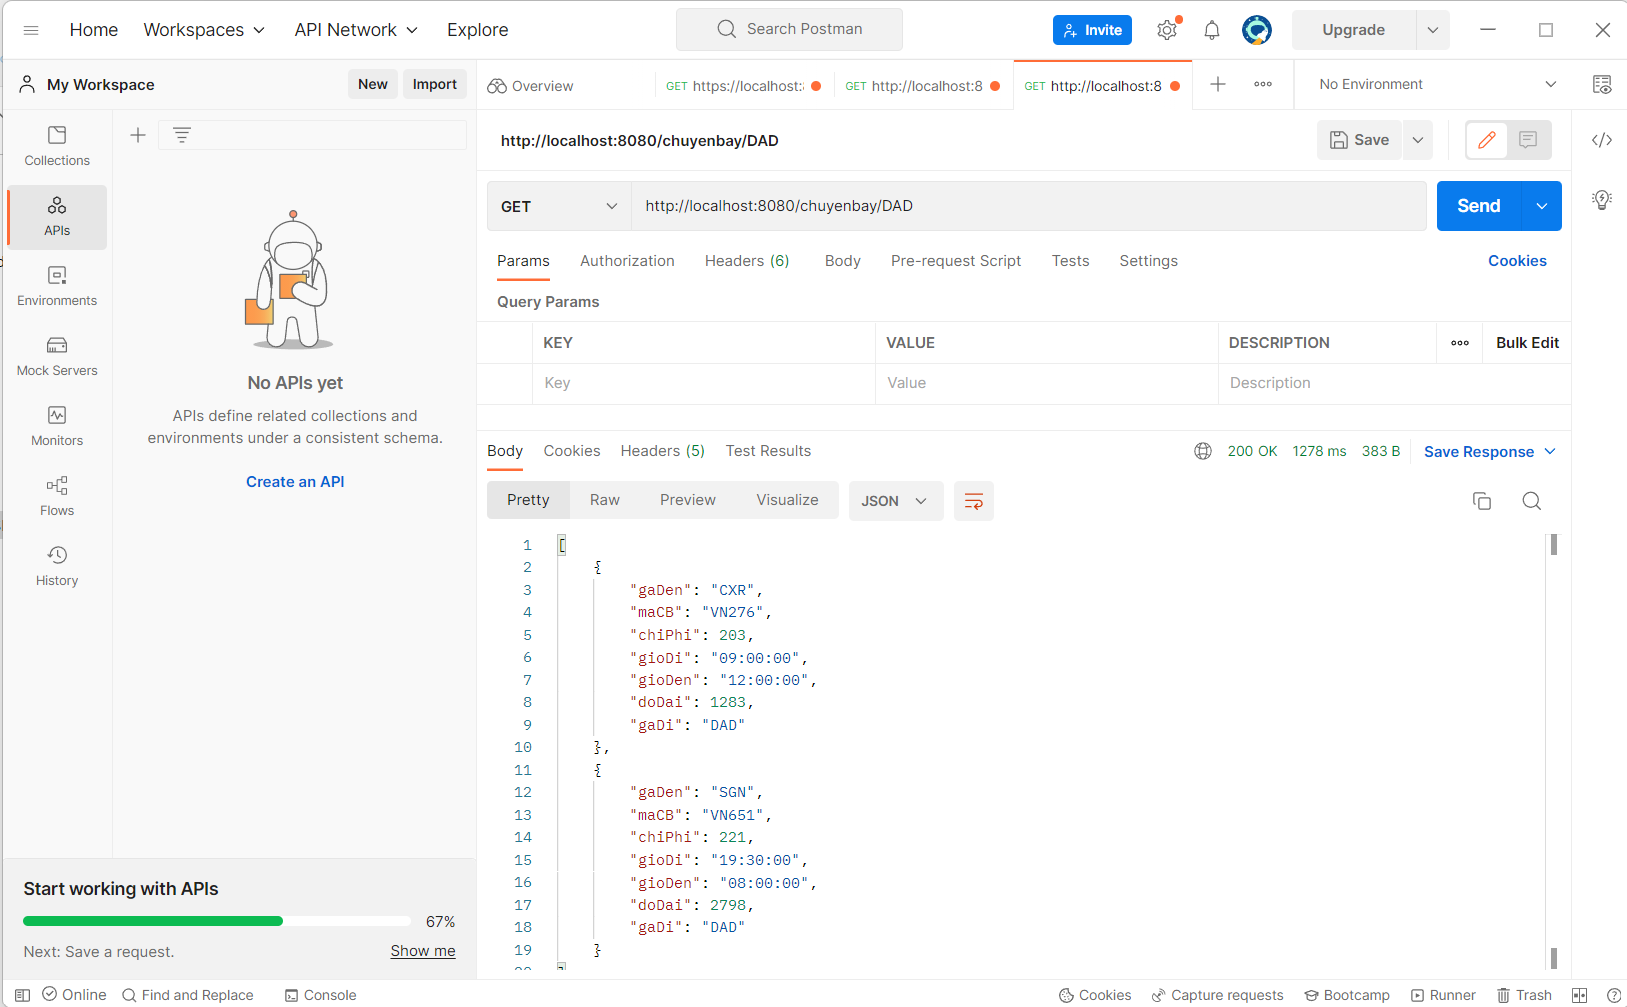 Home Workspaces API Network Explore Search Postman Invite Upgrade
My Workspace New Import Overview GET https://localhost: GET http://localhost:8 GET http://localhost:8 No Environment
Collections
APIs
Environments
Mock Servers
Monitors
Flows
History
No APIs yet
APIs define related collections and
environments under a consistent schema.
Create an API
Start working with APIs
67%
Next: Save a request. Show me
http://localhost:8080/chuyenbay/DAD Save
GET http://localhost:8080/chuyenbay/DAD Send
Params Authorization Headers (6) Body Pre-request Script Tests Settings Cookies
Query Params
KEY VALUE DESCRIPTION Bulk Edit
Key Value Description
Body Cookies Headers (5) Test Results 200 OK 1278 ms 383 B Save Response
Pretty Raw Preview Visualize JSON
1 [
2 {
3 "gaDen": "CXR",
4 "maCB": "VN276",
5 "chiPhi": 203,
6 "gioDi": "09:00:00",
7 "gioDen": "12:00:00",
8 "doDai": 1283,
9 "gaDi": "DAD"
10 },
11 {
12 "gaDen": "SGN",
13 "maCB": "VN651",
14 "chiPhi": 221,
15 "gioDi": "19:30:00",
16 "gioDen": "08:00:00",
17 "doDai": 2798,
18 "gaDi": "DAD"
19 }
20 ]
Online Find and Replace Console Cookies Capture requests Bootcamp Runner Trash